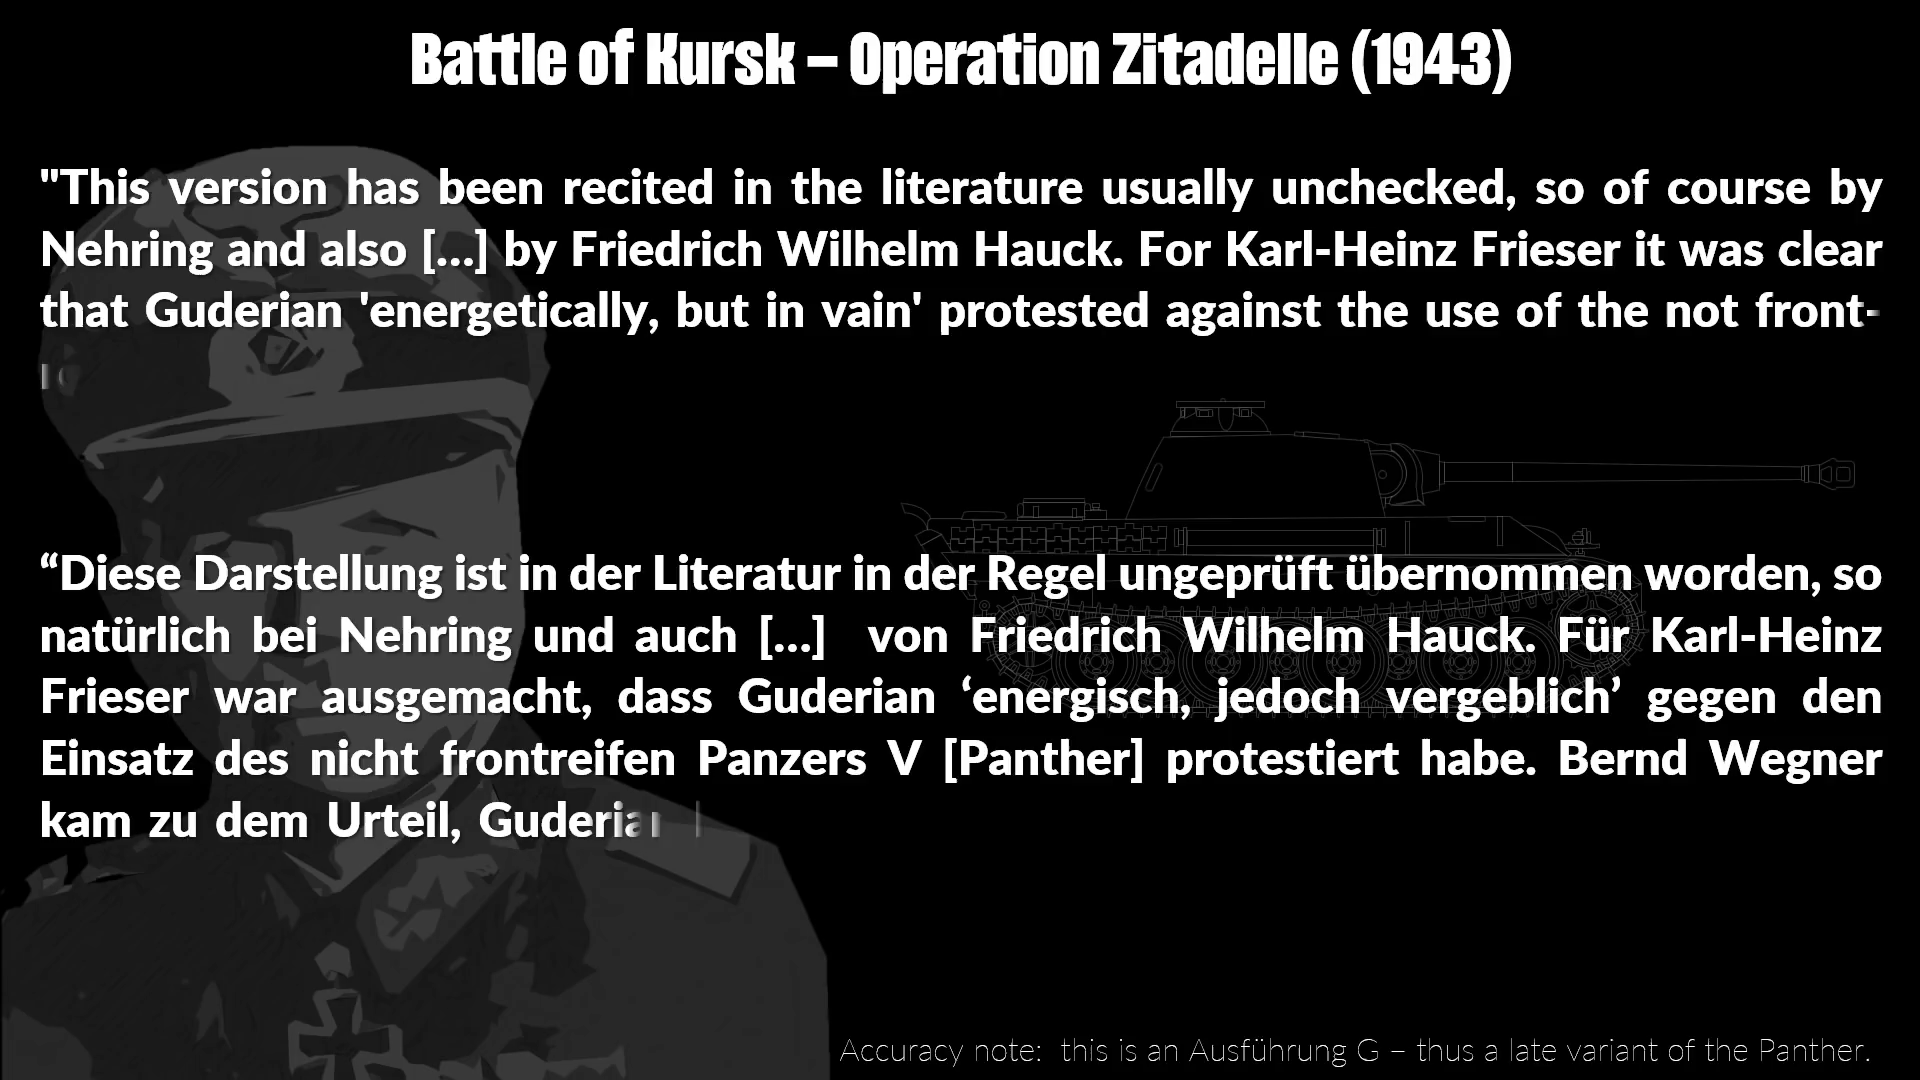 Battle of Kursk – Operation Zitadelle (1943)
"This version has been recited in the literature usually unchecked, so of course by
Nehring and also [...] by Friedrich Wilhelm Hauck. For Karl-Heinz Frieser it was clear
that Guderian 'energetically, but in vain' protested against the use of the not front-
“Diese Darstellung ist in der Literatur in der Regel ungeprüft übernommen worden, so
natürlich bei Nehring und auch [...] von Friedrich Wilhelm Hauck. Für Karl-Heinz
Frieser war ausgemacht, dass Guderian ‘energisch, jedoch vergeblich’ gegen den
Einsatz des nicht frontreifen Panzers V [Panther] protestiert habe. Bernd Wegner
kam zu dem Urteil, Guderian
Accuracy note: this is an Ausführung G – thus a late variant of the Panther.